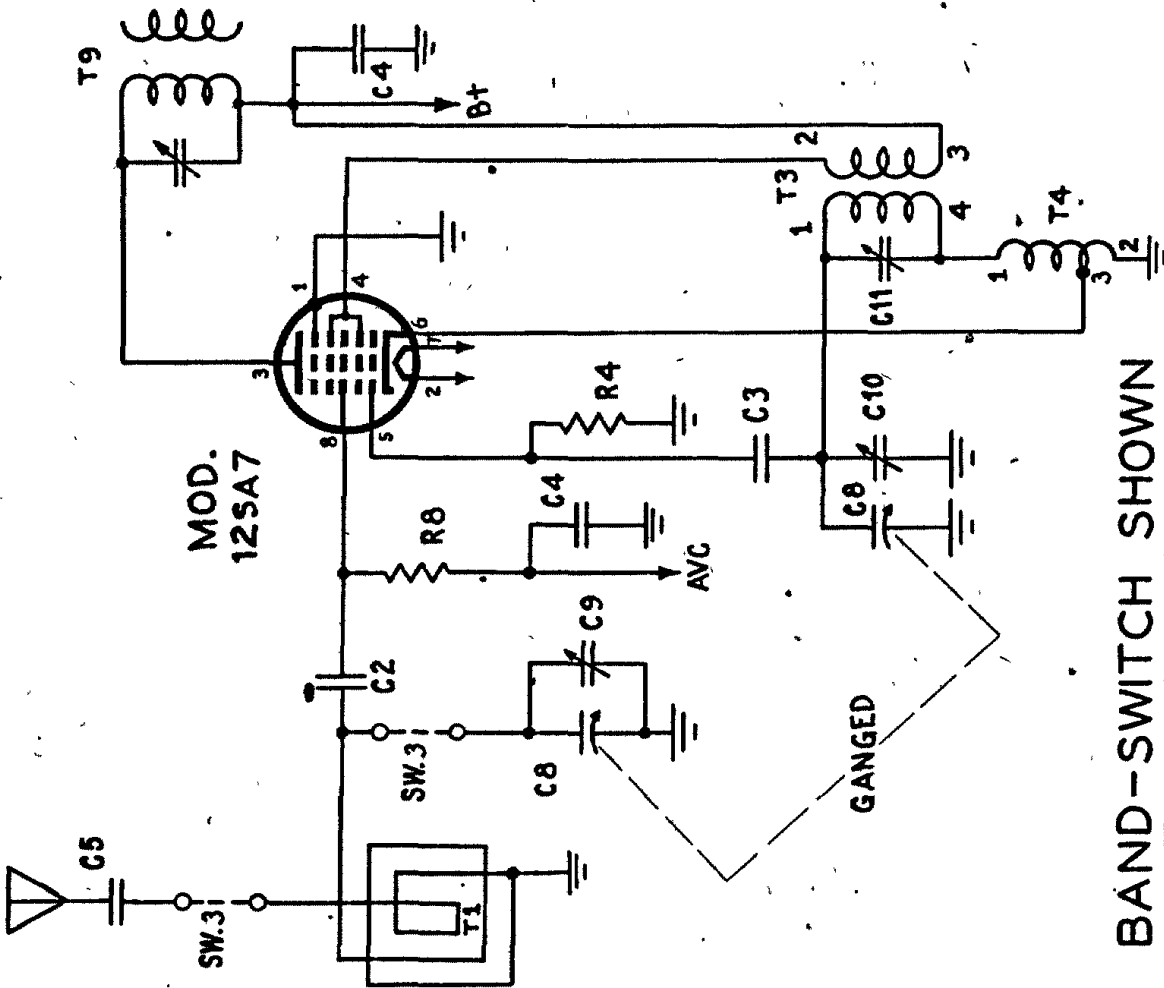 T9
C4
B+
MOD.
12SA7
3
1
4
8
5
6
7
2
2
T3
3
1
4
T4
1
3
2
C11
R4
C3
C10
C8
C4
R8
AVC
C2
C9
SW.3
C8
GANGED
C5
SW.3
T1
BAND-SWITCH SHOWN